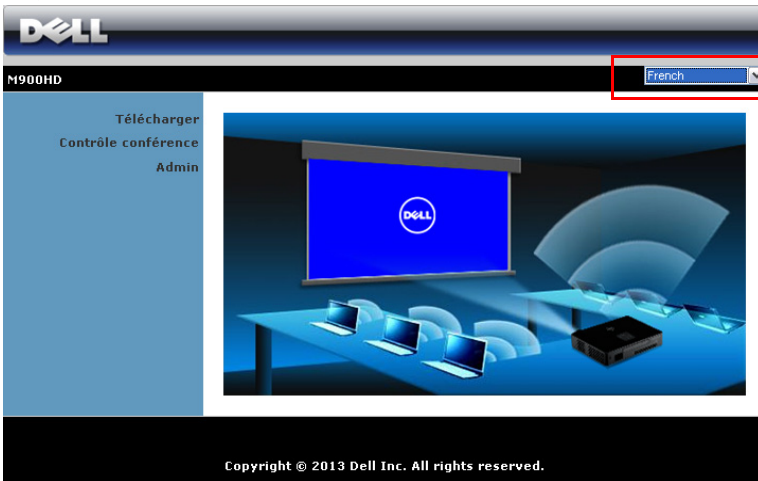 DELL
M900HD
French
Télécharger
Contrôle conférence
Admin
DELL
Copyright © 2013 Dell Inc. All rights reserved.